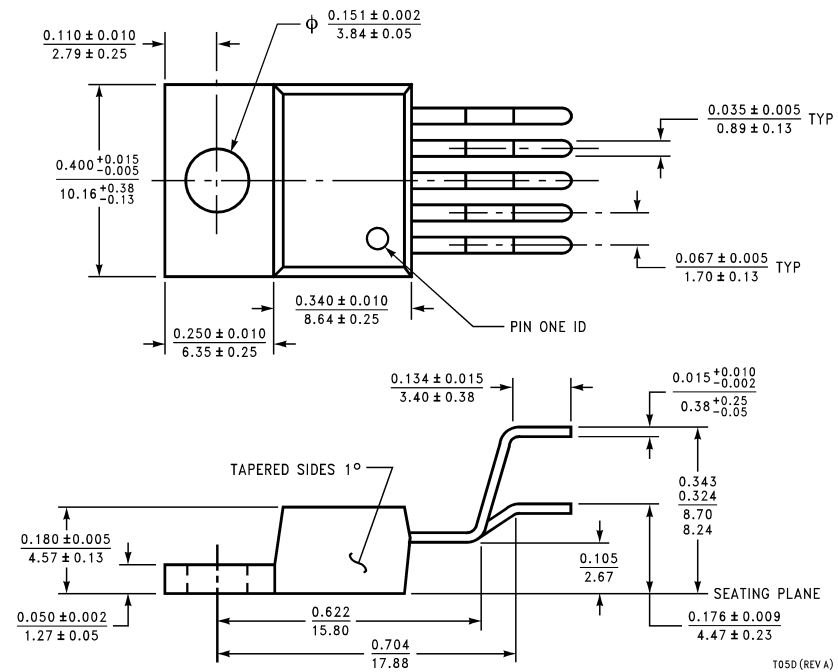 ϕ 0.151 ± 0.002
3.84 ± 0.05
0.110 ± 0.010
2.79 ± 0.25
0.035 ± 0.005 TYP
0.89 ± 0.13
0.400 +0.015 -0.005
10.16 +0.38 -0.13
0.067 ± 0.005 TYP
1.70 ± 0.13
0.340 ± 0.010
8.64 ± 0.25
PIN ONE ID
0.250 ± 0.010
6.35 ± 0.25
0.134 ± 0.015
3.40 ± 0.38
0.015 +0.010 -0.002
0.38 +0.25 -0.05
TAPERED SIDES 1°
0.343
0.324
8.70
8.24
0.180 ± 0.005
4.57 ± 0.13
0.105
2.67
SEATING PLANE
0.050 ±0.002
1.27 ± 0.05
0.622
15.80
0.176 ± 0.009
4.47 ± 0.23
0.704
17.88
T05D (REV A)